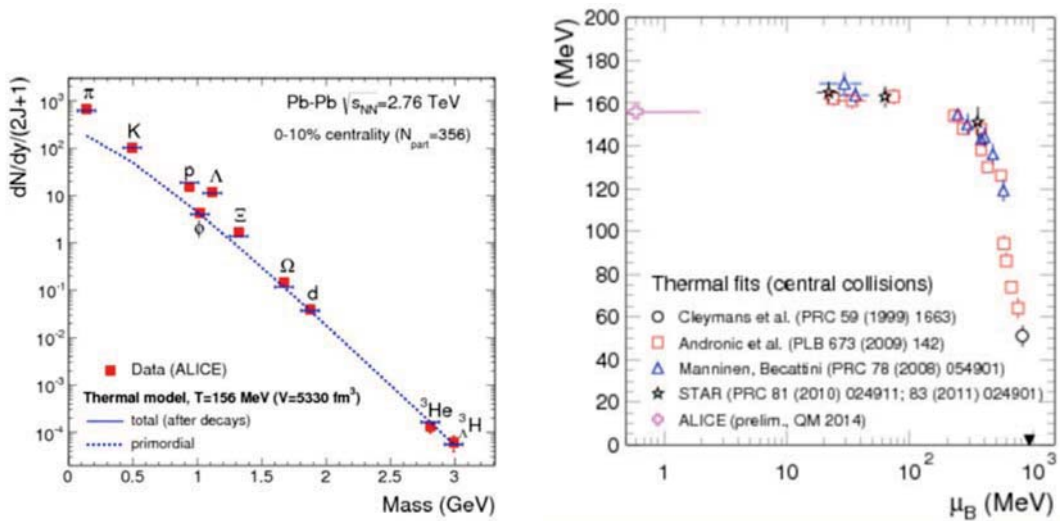 dN/dy/(2J+1)
10³
10²
10
1
10⁻¹
10⁻²
10⁻³
10⁻⁴
π
K
p
Λ
ϕ
Ξ
Ω
d
³He
³ΛH
Pb-Pb √sNN=2.76 TeV
0-10% centrality (Npart=356)
Data (ALICE)
Thermal model, T=156 MeV (V=5330 fm³)
total (after decays)
primordial
0 0.5 1 1.5 2 2.5 3
Mass (GeV)
T (MeV)
200
180
160
140
120
100
80
60
40
20
0
Thermal fits (central collisions)
Cleymans et al. (PRC 59 (1999) 1663)
Andronic et al. (PLB 673 (2009) 142)
Manninen, Becattini (PRC 78 (2008) 054901)
STAR (PRC 81 (2010) 024911; 83 (2011) 024901)
ALICE (prelim., QM 2014)
1 10 10² 10³
μB (MeV)